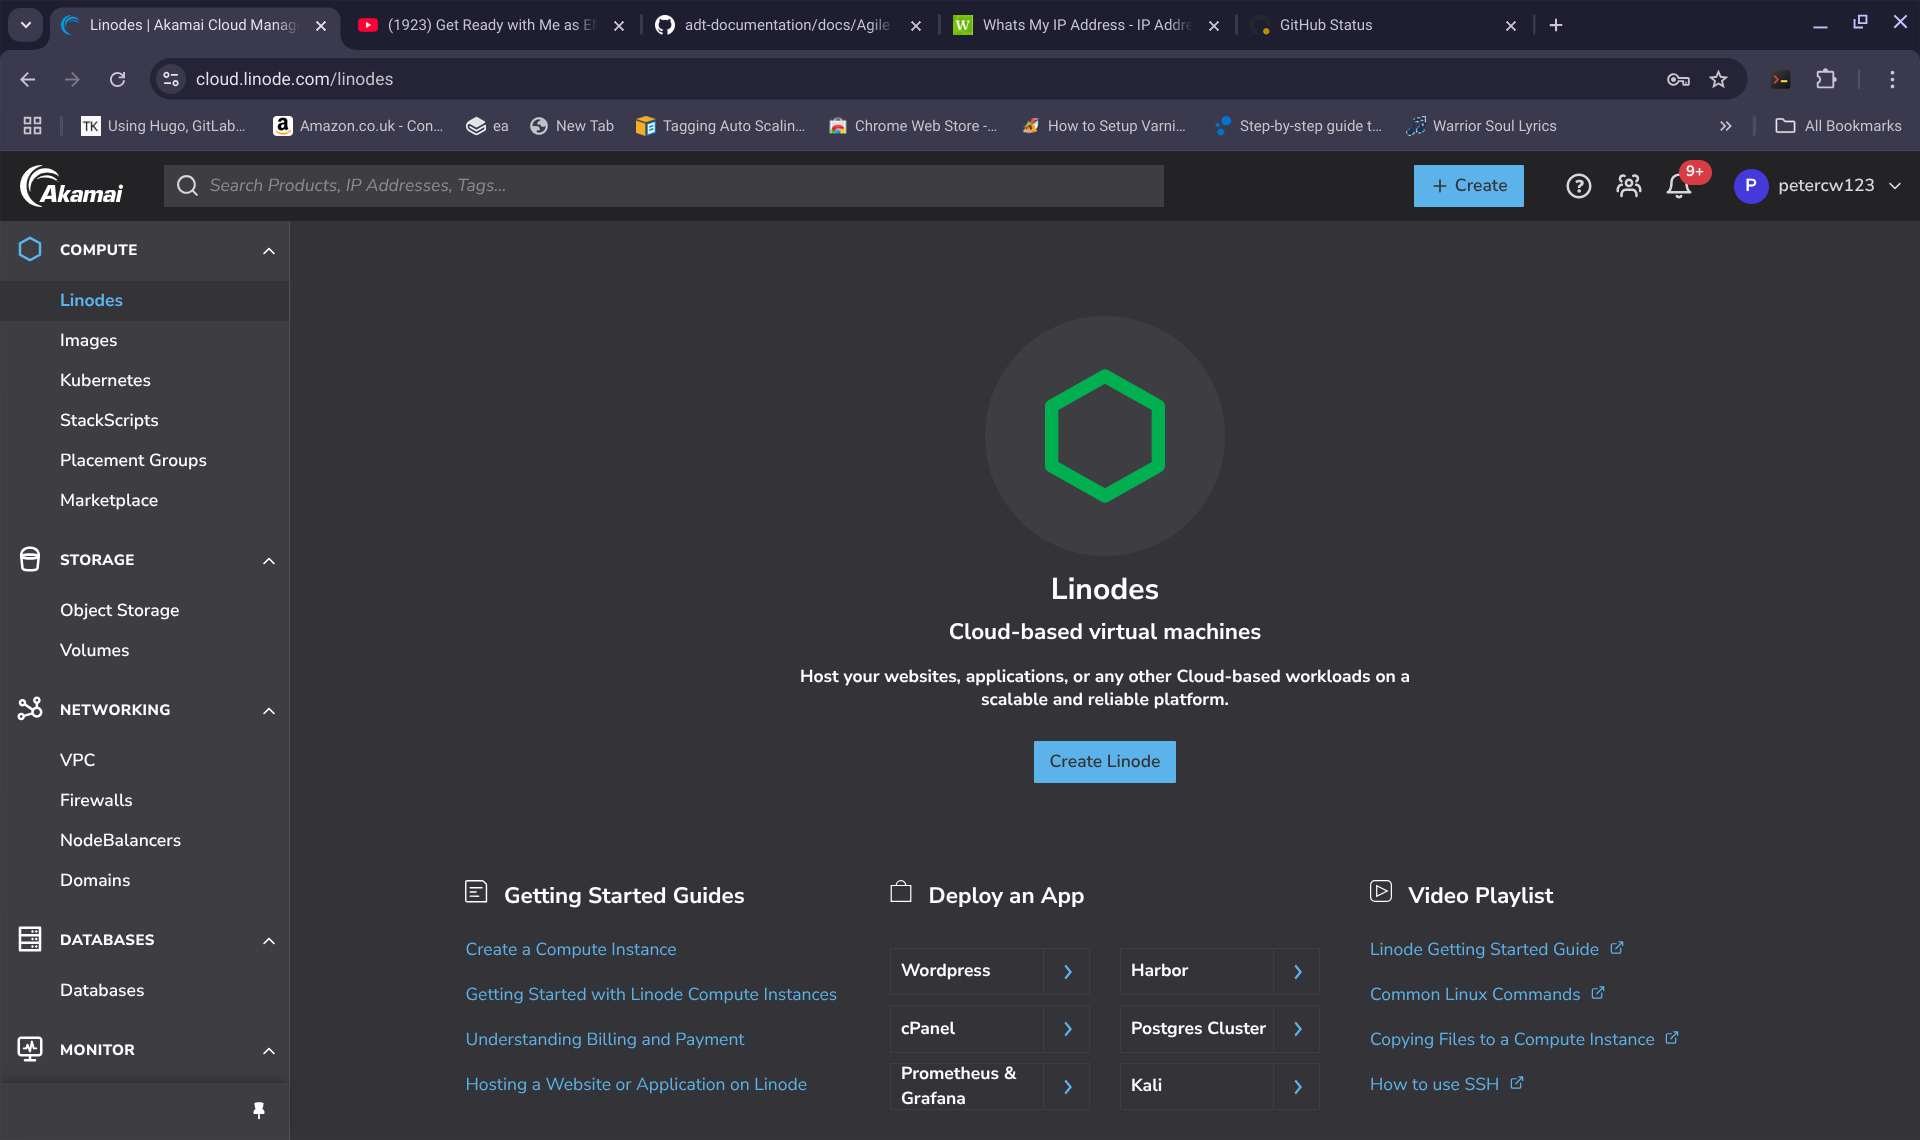 Linodes | Akamai Cloud Manag
(1923) Get Ready with Me as E
adt-documentation/docs/Agile
W
Whats My IP Address - IP Addre
GitHub Status
cloud.linode.com/linodes
TK
Using Hugo, GitLab...
a
Amazon.co.uk - Con...
ea
New Tab
Tagging Auto Scalin...
Chrome Web Store -...
How to Setup Varni...
Step-by-step guide t...
Warrior Soul Lyrics
All Bookmarks
Akamai
Search Products, IP Addresses, Tags...
+ Create
9+
P
petercw123
COMPUTE
Linodes
Images
Kubernetes
StackScripts
Placement Groups
Marketplace
STORAGE
Object Storage
Volumes
NETWORKING
VPC
Firewalls
NodeBalancers
Domains
DATABASES
Databases
MONITOR
Linodes
Cloud-based virtual machines
Host your websites, applications, or any other Cloud-based workloads on a
scalable and reliable platform.
Create Linode
Getting Started Guides
Create a Compute Instance
Getting Started with Linode Compute Instances
Understanding Billing and Payment
Hosting a Website or Application on Linode
Deploy an App
Wordpress
Harbor
cPanel
Postgres Cluster
Prometheus &
Grafana
Kali
Video Playlist
Linode Getting Started Guide
Common Linux Commands
Copying Files to a Compute Instance
How to use SSH